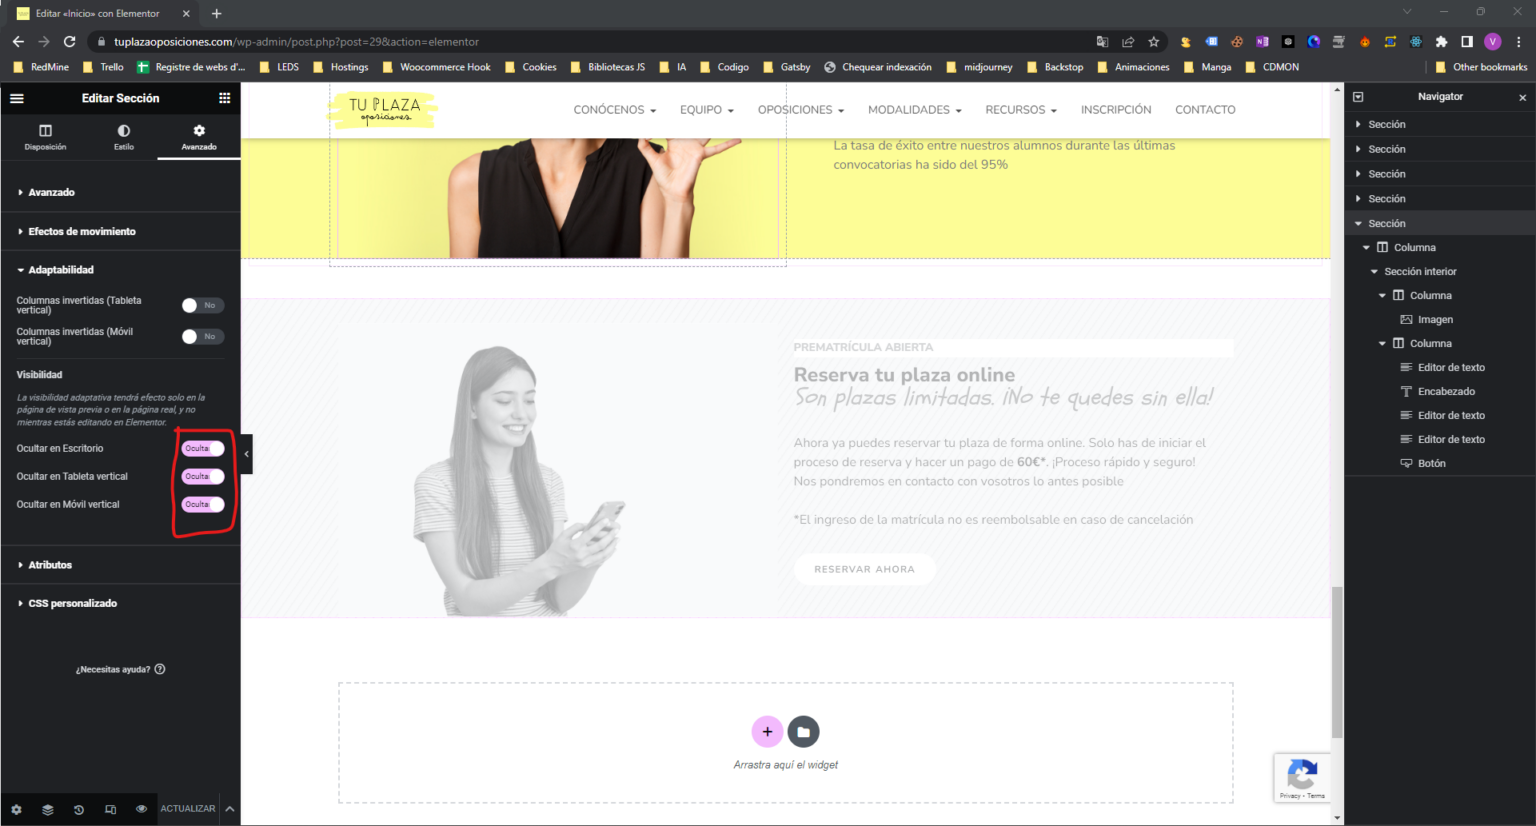 Editar «Inicio» con Elementor
tuplazaoposiciones.com/wp-admin/post.php?post=29&action=elementor
RedMine Trello Registre de webs d'... LEDS Hostings Woocommerce Hook Cookies Bibliotecas JS IA Codigo Gatsby Chequear indexación midjourney Backstop Animaciones Manga CDMON Other bookmarks
Editar Sección
Disposición Estilo Avanzado
Avanzado
Efectos de movimiento
Adaptabilidad
Columnas invertidas (Tableta
vertical)
No
Columnas invertidas (Móvil
vertical)
No
Visibilidad
La visibilidad adaptativa tendrá efecto solo en la
página de vista previa o en la página real, y no
mientras estás editando en Elementor.
Ocultar en Escritorio Oculta
Ocultar en Tableta vertical Oculta
Ocultar en Móvil vertical Oculta
Atributos
CSS personalizado
¿Necesitas ayuda?
ACTUALIZAR
TU PLAZA
oposiciones
CONÓCENOS EQUIPO OPOSICIONES MODALIDADES RECURSOS INSCRIPCIÓN CONTACTO
La tasa de éxito entre nuestros alumnos durante las últimas
convocatorias ha sido del 95%
PREMATRÍCULA ABIERTA
Reserva tu plaza online
Son plazas limitadas. ¡No te quedes sin ella!
Ahora ya puedes reservar tu plaza de forma online. Solo has de iniciar el
proceso de reserva y hacer un pago de 60€*. ¡Proceso rápido y seguro!
Nos pondremos en contacto con vosotros lo antes posible
*El ingreso de la matrícula no es reembolsable en caso de cancelación
RESERVAR AHORA
Arrastra aquí el widget
Privacy - Terms
Navigator
Sección
Sección
Sección
Sección
Sección
Columna
Sección interior
Columna
Imagen
Columna
Editor de texto
Encabezado
Editor de texto
Editor de texto
Botón